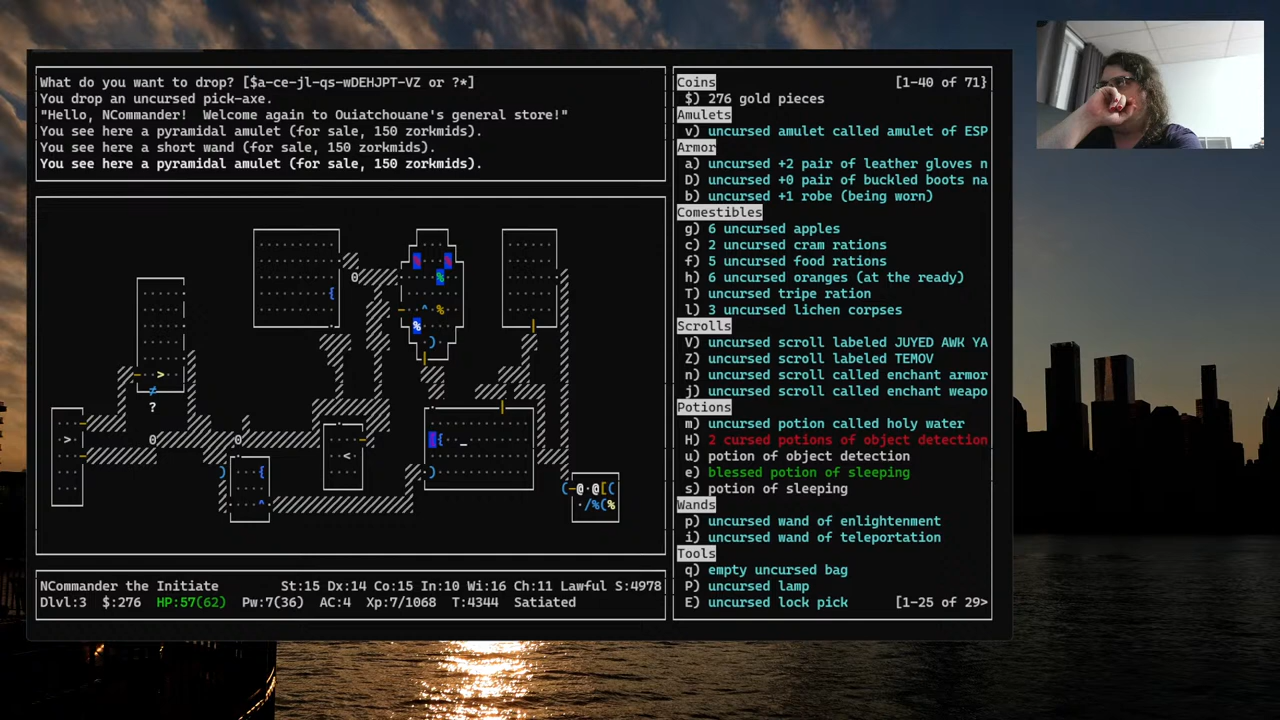 What do you want to drop? [$a-ce-jl-qs-wDEHJPT-VZ or ?*]
You drop an uncursed pick-axe.
"Hello, NCommander!  Welcome again to Ouiatchouane's general store!"
You see here a pyramidal amulet (for sale, 150 zorkmids).
You see here a short wand (for sale, 150 zorkmids).
You see here a pyramidal amulet (for sale, 150 zorkmids).
NCommander the Initiate St:15 Dx:14 Co:15 In:10 Wi:16 Ch:11 Lawful S:4978
Dlvl:3 $:276 HP:57(62) Pw:7(36) AC:4 Xp:7/1068 T:4344 Satiated
Coins [1-40 of 71}
$) 276 gold pieces
Amulets
v) uncursed amulet called amulet of ESP
Armor
a) uncursed +2 pair of leather gloves n
D) uncursed +0 pair of buckled boots na
b) uncursed +1 robe (being worn)
Comestibles
g) 6 uncursed apples
c) 2 uncursed cram rations
f) 5 uncursed food rations
h) 6 uncursed oranges (at the ready)
T) uncursed tripe ration
l) 3 uncursed lichen corpses
Scrolls
V) uncursed scroll labeled JUYED AWK YA
Z) uncursed scroll labeled TEMOV
n) uncursed scroll called enchant armor
j) uncursed scroll called enchant weapo
Potions
m) uncursed potion called holy water
H) 2 cursed potions of object detection
u) potion of object detection
e) blessed potion of sleeping
s) potion of sleeping
Wands
p) uncursed wand of enlightenment
i) uncursed wand of teleportation
Tools
q) empty uncursed bag
P) uncursed lamp
E) uncursed lock pick [1-25 of 29>